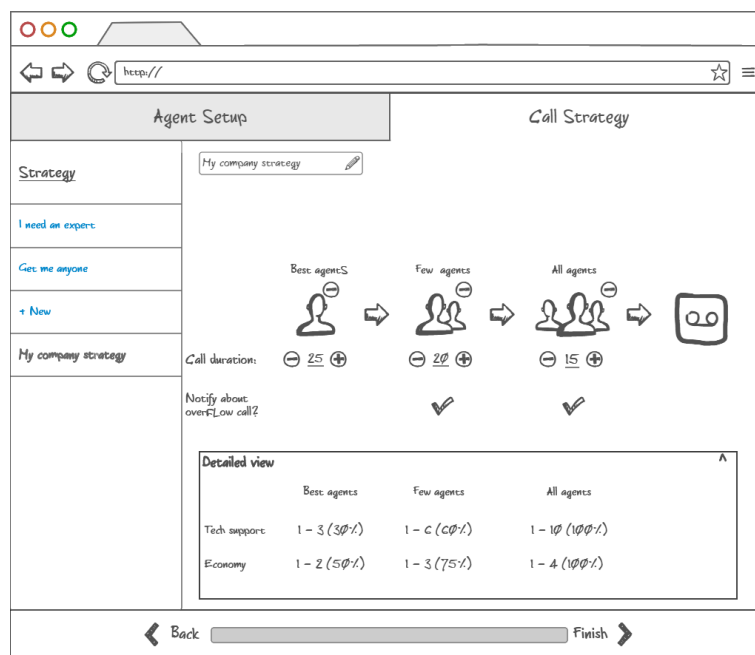 http://
Agent Setup
Call Strategy
Strategy
My company strategy
I need an expert
Get me anyone
+ New
My company strategy
Best agents
Few agents
All agents
Call duration:
25
20
15
Notify about
overfLow call?
Detailed view
Best agents
Few agents
All agents
Tech support
1 - 3 (30%)
1 - 6 (60%)
1 - 10 (100%)
Economy
1 - 2 (50%)
1 - 3 (75%)
1 - 4 (100%)
Back
Finish